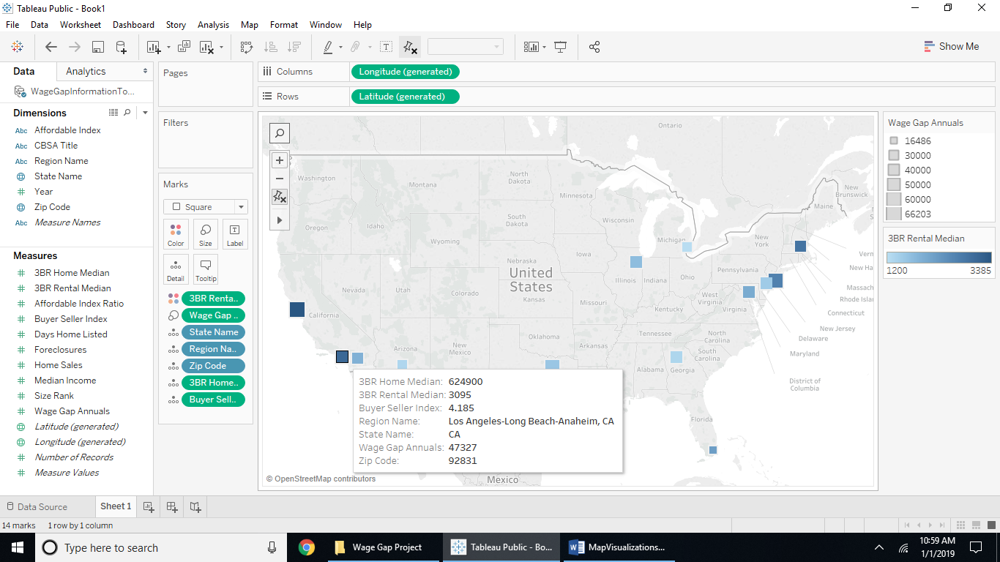 Tableau Public - Book1
File Data Worksheet Dashboard Story Analysis Map Format Window Help
Show Me
Data Analytics
WageGapInformationTo...
Dimensions
Abc Affordable Index
Abc CBSA Title
Abc Region Name
State Name
# Year
Zip Code
Abc Measure Names
Measures
# 3BR Home Median
# 3BR Rental Median
# Affordable Index Ratio
# Buyer Seller Index
# Days Home Listed
# Foreclosures
# Home Sales
# Median Income
# Size Rank
# Wage Gap Annuals
Latitude (generated)
Longitude (generated)
# Number of Records
# Measure Values
Pages
Filters
Marks
Square
Color Size Label
Detail Tooltip
3BR Renta..
Wage Gap ..
State Name
Region Na..
Zip Code
3BR Home..
Buyer Sell..
Columns Longitude (generated)
Rows Latitude (generated)
Ontario
Washington
Montana
North
Dakota
Minnesota
New
Brunswick
Maine
Oregon
Idaho
South
Dakota
Wisconsin
Michigan
New
York
Wyoming
Iowa
Verm
New Ha
Nebraska
United
States
Illinois Indiana Ohio
Pennsylvania
Nevada Utah Colorado
Kansas
Missouri
West
Virginia
Virginia
Massach
Rhode Islan
Connecticut
California
Kentucky
New Jersey
Delaware
Maryland
Arizona
New
Mexico
Oklahoma
Arkansas
Tennessee
North
Carolina
South
Carolina
Alabama Georgia
District of
Columbia
Florida
Mexico
3BR Home Median: 624900
3BR Rental Median: 3095
Buyer Seller Index: 4.185
Region Name: Los Angeles-Long Beach-Anaheim, CA
State Name: CA
Wage Gap Annuals: 47327
Zip Code: 92831
© OpenStreetMap contributors
Wage Gap Annuals
16486
30000
40000
50000
60000
66203
3BR Rental Median
1200 3385
Data Source Sheet 1
14 marks 1 row by 1 column
Type here to search
Wage Gap Project
Tableau Public - Bo...
MapVisualizations...
10:59 AM
1/1/2019